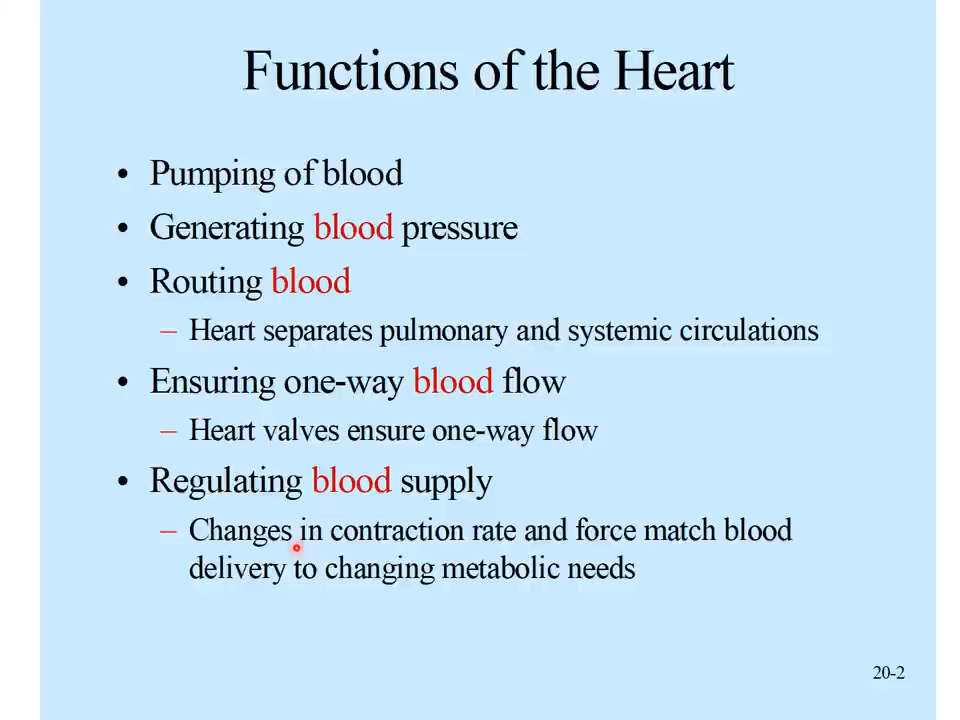 Functions of the Heart
• Pumping of blood
• Generating blood pressure
• Routing blood
– Heart separates pulmonary and systemic circulations
• Ensuring one-way blood flow
– Heart valves ensure one-way flow
• Regulating blood supply
– Changes in contraction rate and force match blood
delivery to changing metabolic needs
20-2